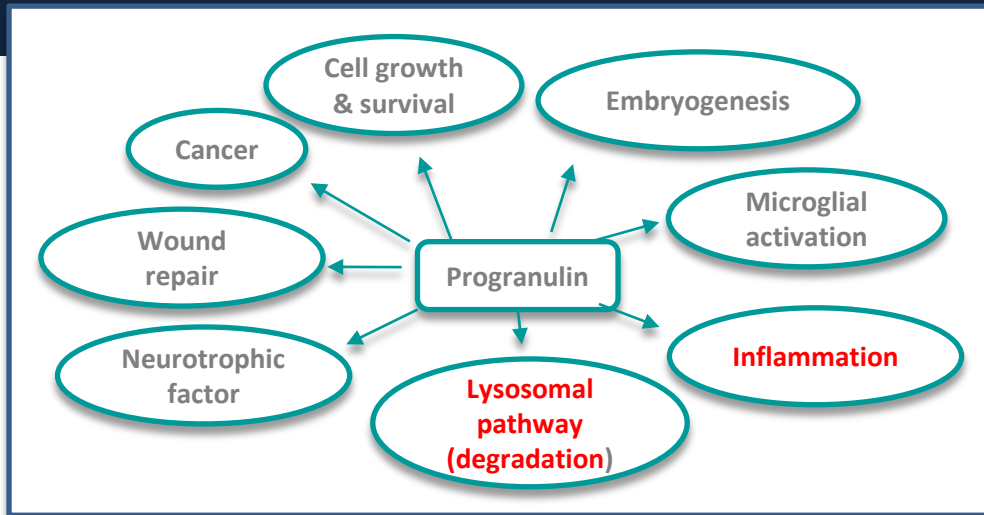 Cell growth
& survival
Embryogenesis
Cancer
Microglial
activation
Wound
repair
Progranulin
Neurotrophic
factor
Inflammation
Lysosomal
pathway
(degradation)